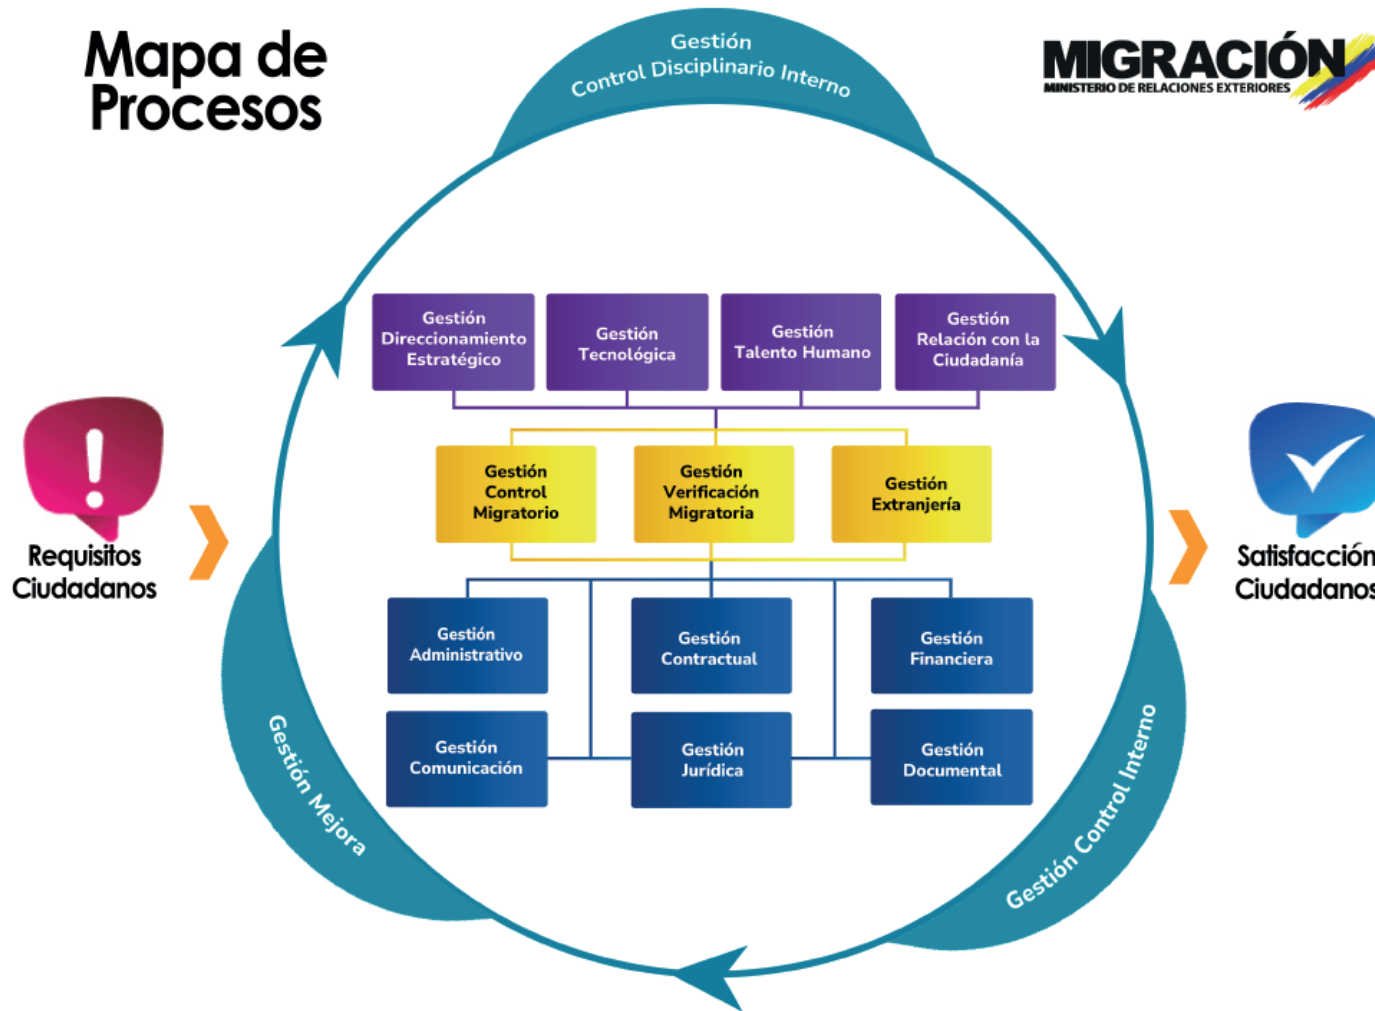 Mapa de
Procesos
Gestión
Control Disciplinario Interno
MIGRACIÓN
MINISTERIO DE RELACIONES EXTERIORES
Gestión
Direccionamiento
Estratégico
Gestión
Tecnológica
Gestión
Talento Humano
Gestión
Relación con la
Ciudadanía
Requisitos
Ciudadanos
Gestión
Control
Migratorio
Gestión
Verificación
Migratoria
Gestión
Extranjería
Satisfacción
Ciudadanos
Gestión
Administrativo
Gestión
Contractual
Gestión
Financiera
Gestión
Comunicación
Gestión
Jurídica
Gestión
Documental
Gestión Mejora
Gestión Control Interno